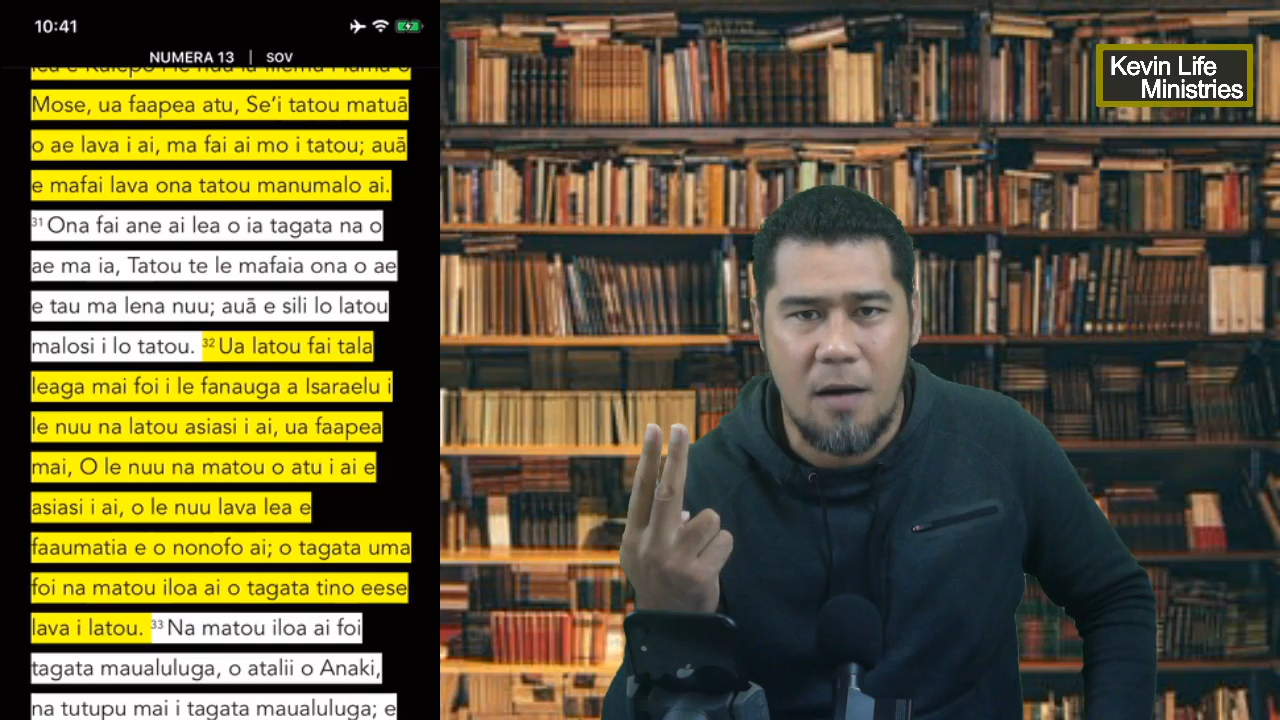 10:41
NUMERA 13 | SOV
Mose, ua faapea atu, Se’i tatou matuā
o ae lava i ai, ma fai ai mo i tatou; auā
e mafai lava ona tatou manumalo ai.
31 Ona fai ane ai lea o ia tagata na o
ae ma ia, Tatou te le mafaia ona o ae
e tau ma lena nuu; auā e sili lo latou
malosi i lo tatou. 32 Ua latou fai tala
leaga mai foi i le fanauga a Isaraelu i
le nuu na latou asiasi i ai, ua faapea
mai, O le nuu na matou o atu i ai e
asiasi i ai, o le nuu lava lea e
faaumatia e o nonofo ai; o tagata uma
foi na matou iloa ai o tagata tino eese
lava i latou. 33 Na matou iloa ai foi
tagata maualuluga, o atalii o Anaki,
na tutupu mai i tagata maualuluga; e
Kevin Life
Ministries